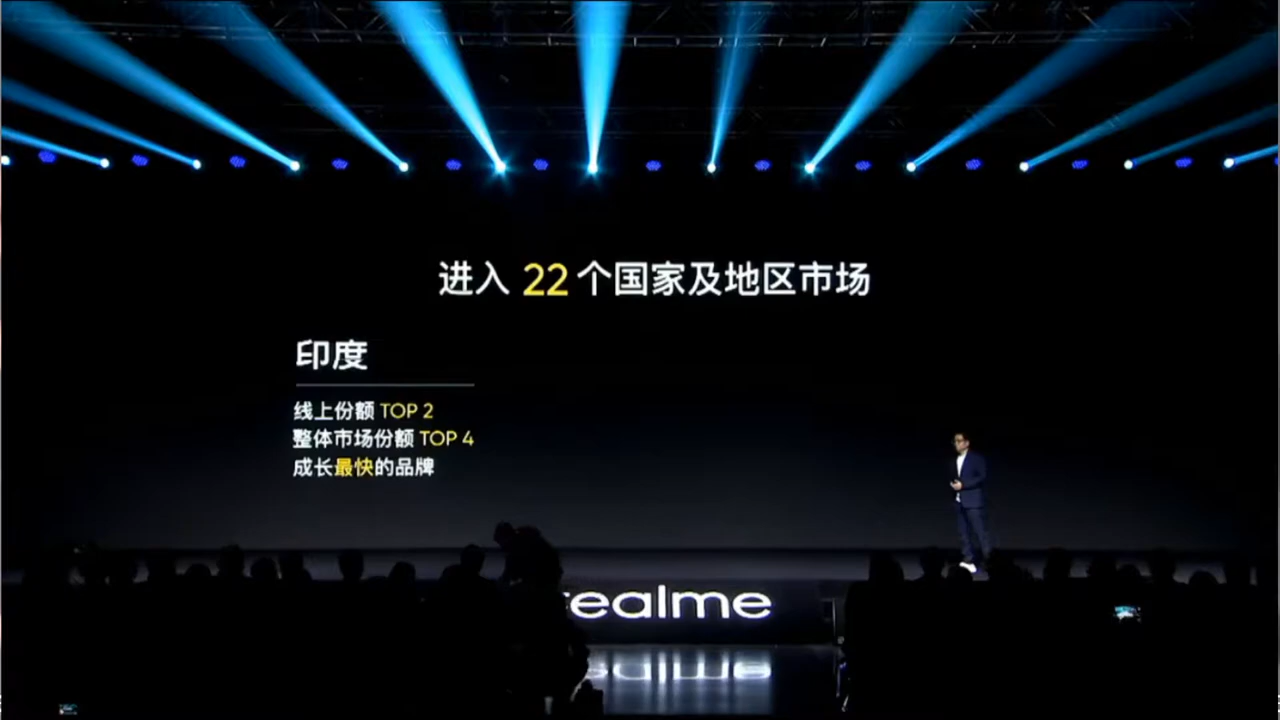 进入 22 个国家及地区市场
印度
线上份额 TOP 2
整体市场份额 TOP 4
成长最快的品牌
realme